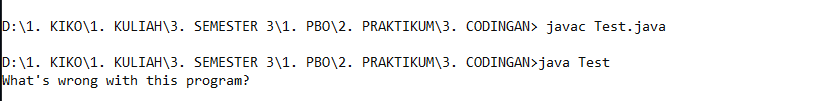 D:\1. KIKO\1. KULIAH\3. SEMESTER 3\1. PBO\2. PRAKTIKUM\3. CODINGAN> javac Test.java
D:\1. KIKO\1. KULIAH\3. SEMESTER 3\1. PBO\2. PRAKTIKUM\3. CODINGAN>java Test
What's wrong with this program?